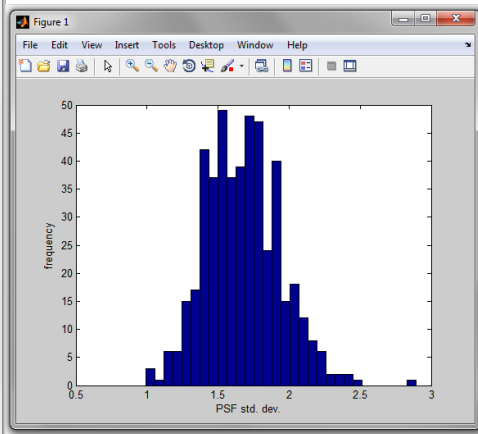 Figure 1
File Edit View Insert Tools Desktop Window Help
50
45
40
35
30
25
20
15
10
5
0
frequency
0.5 1 1.5 2 2.5 3
PSF std. dev.